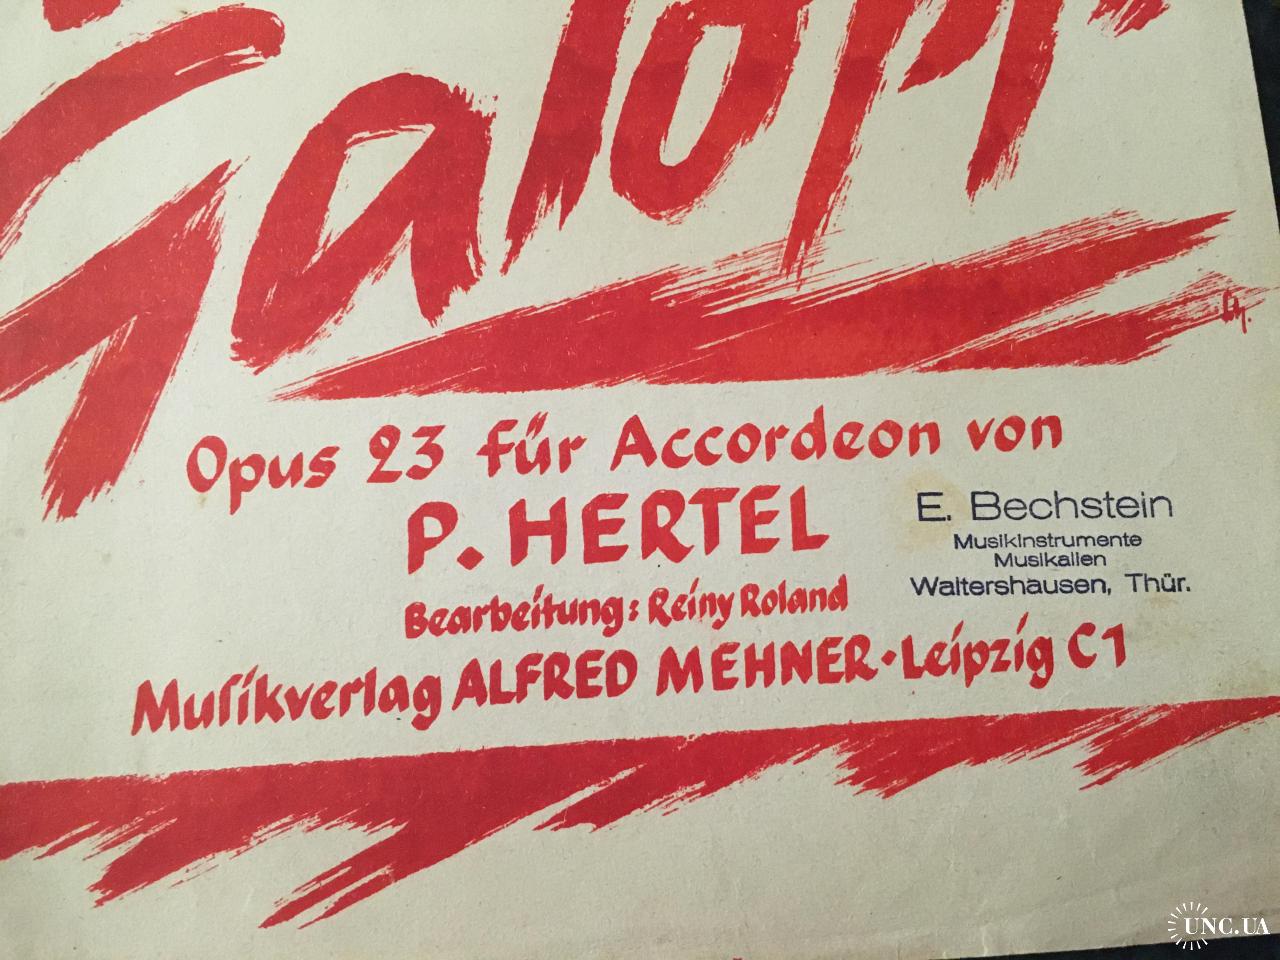 Galopp
Opus 23 für Accordeon von
P. HERTEL
Bearbeitung: Reiny Roland
Muſikverlag ALFRED MEHNER · Leipzig C1
E. Bechstein
Musikinstrumente
Musikalien
Waltershausen, Thür.
UNC.UA